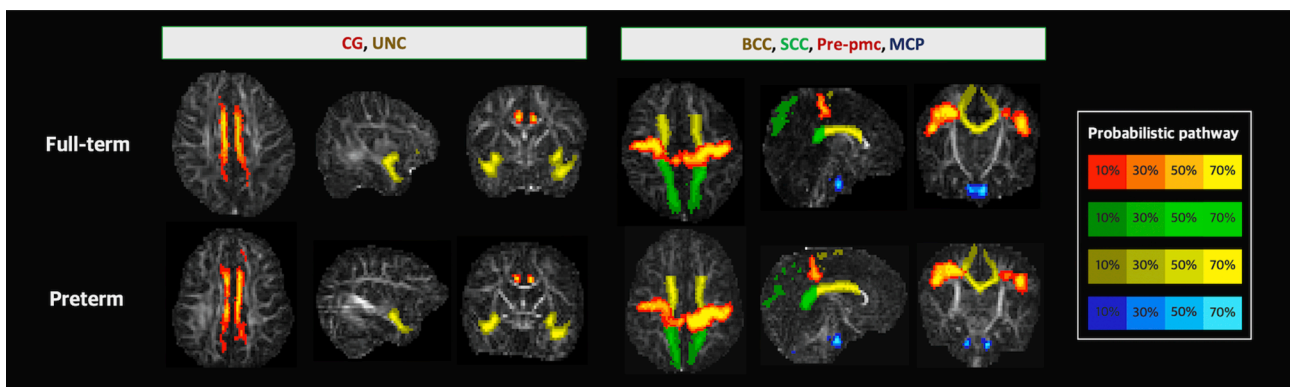 CG, UNC
BCC, SCC, Pre-pmc, MCP
Full-term
Preterm
Probabilistic pathway
10% 30% 50% 70%
10% 30% 50% 70%
10% 30% 50% 70%
10% 30% 50% 70%